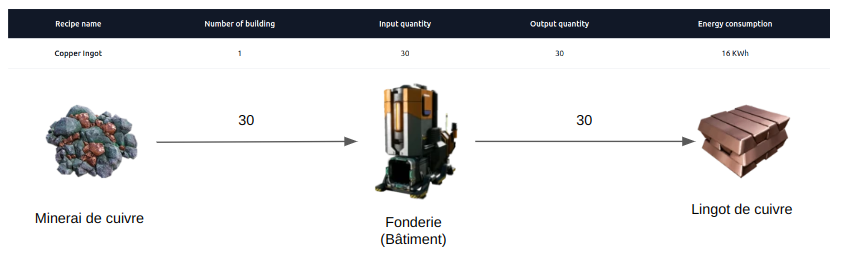 Recipe name Number of building Input quantity Output quantity Energy consumption
Copper Ingot 1 30 30 16 KWh
30 30
Minerai de cuivre
Fonderie
(Bâtiment)
Lingot de cuivre